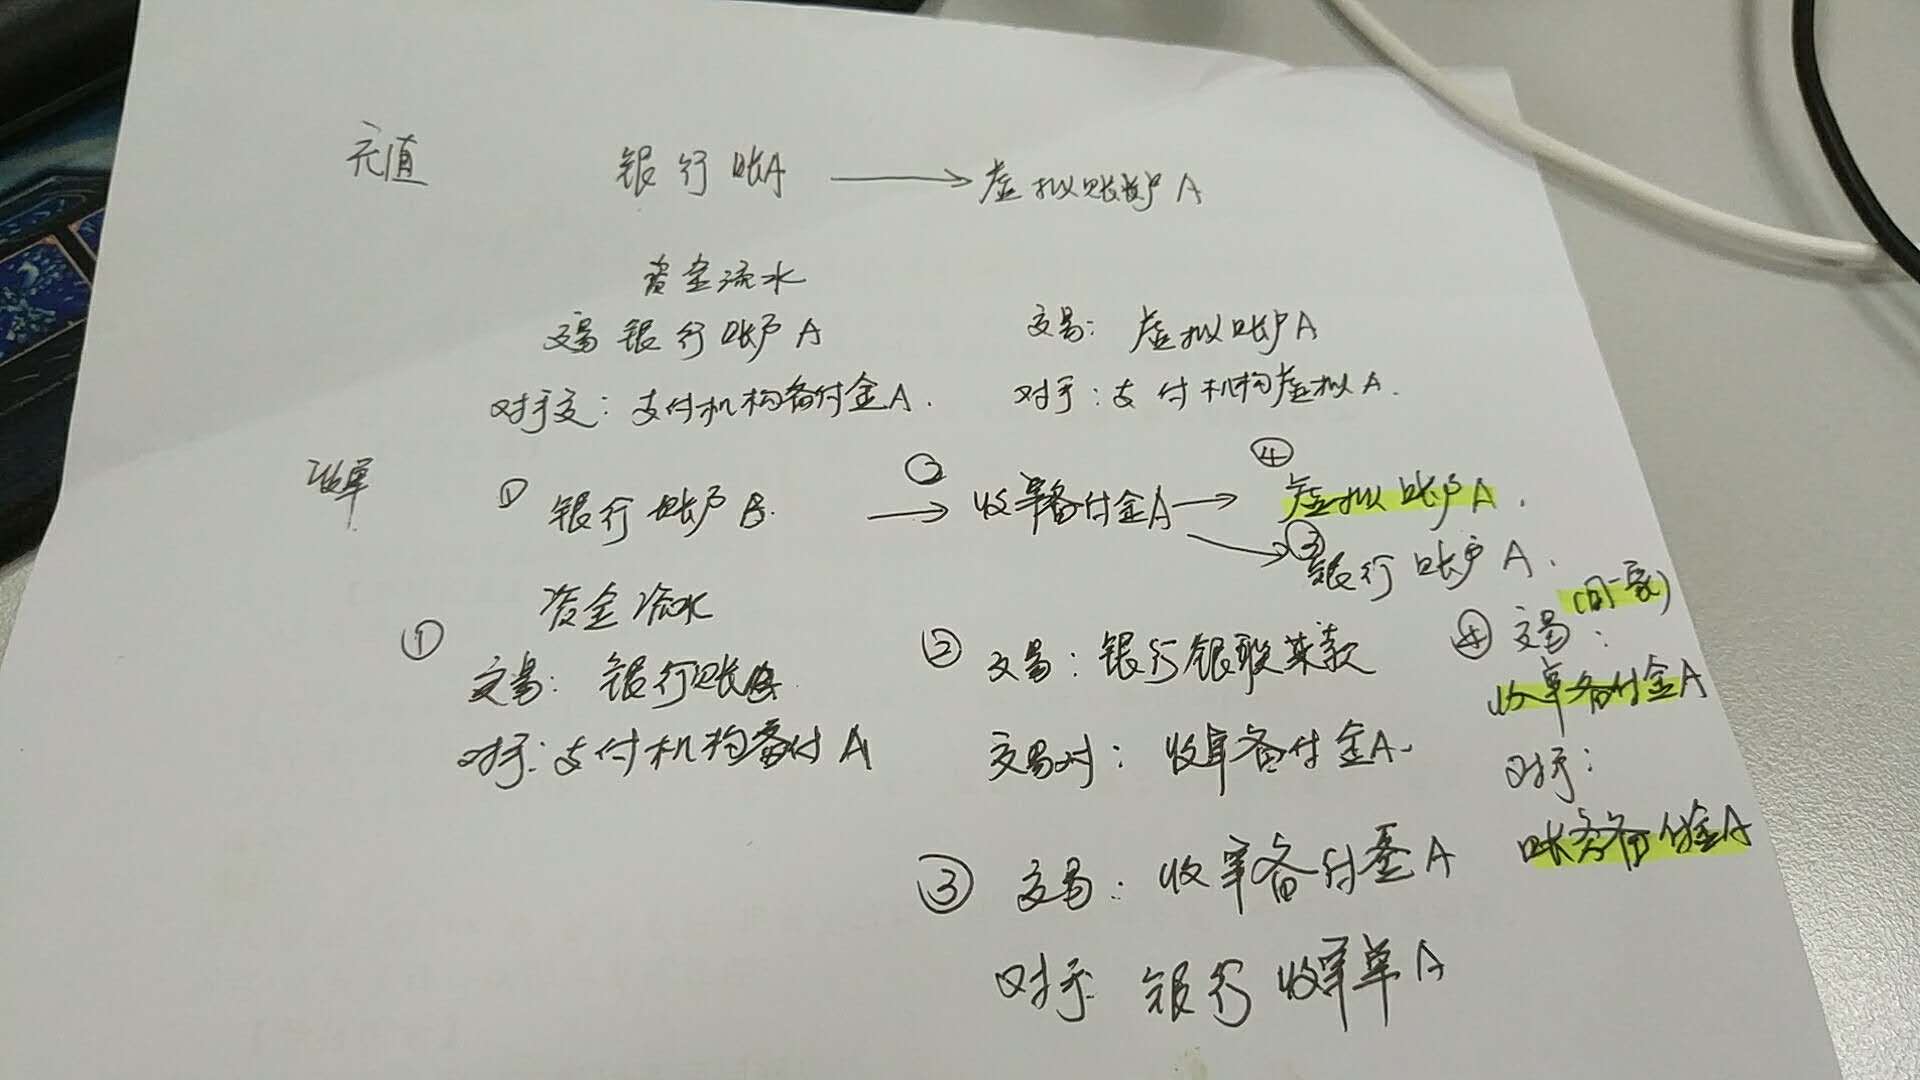 充值 银行账A → 虚拟账户A
资金流水
交易 银行账户A 交易: 虚拟账户A
对手交: 支付机构备付金A. 对手: 支付机构虚拟A.
收单 ① 银行账户B. ② → 收单备付金A → ④ 虚拟账户A.
→ ③ 银行账户A.
资金流水 (同一家)
① 交易: 银行账 ② 交易: 银行银联 款 ④ 交易:
收单备付金A
对手: 支付机构备付A 交易对: 收单备付金A. 对手:
账务备付金A
③ 交易: 收单备付金A
对手: 银行 收单A